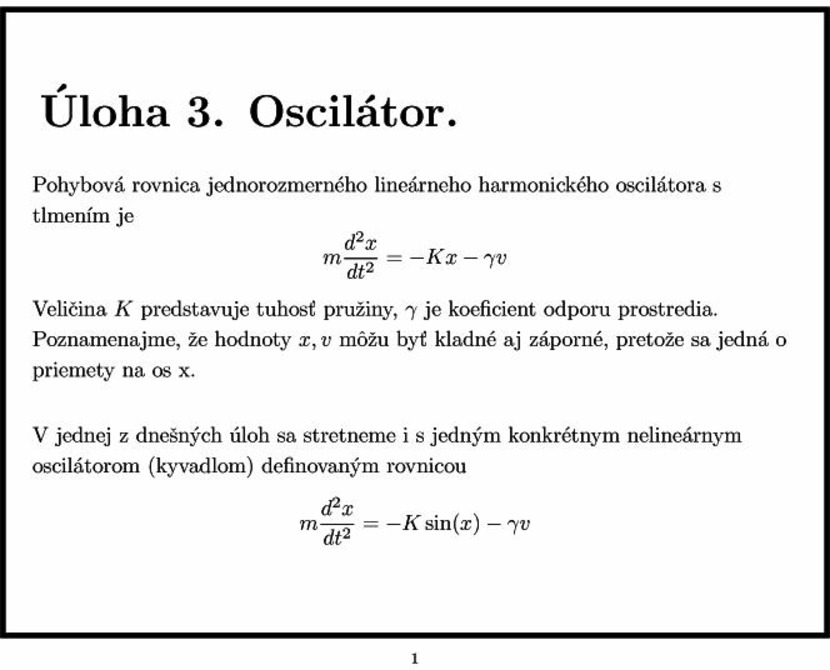 Úloha 3. Oscilátor.
Pohybová rovnica jednorozmerného lineárneho harmonického oscilátora s
tlmením je
m d²x/dt² = −Kx − γv
Veličina K predstavuje tuhosť pružiny, γ je koeficient odporu prostredia.
Poznamenajme, že hodnoty x, v môžu byť kladné aj záporné, pretože sa jedná o
priemety na os x.
V jednej z dnešných úloh sa stretneme i s jedným konkrétnym nelineárnym
oscilátorom (kyvadlom) definovaným rovnicou
m d²x/dt² = −K sin(x) − γv
1